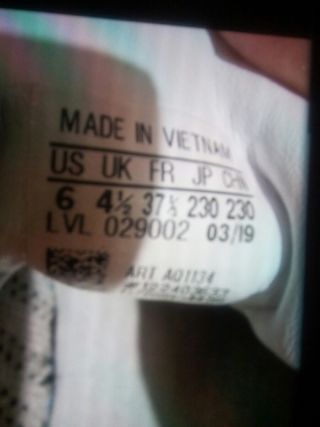 MADE IN VIETNAM
US UK FR JP CHN
6 4½ 37⅓ 230 230
LVL 029002 03/19
ART AQ1134